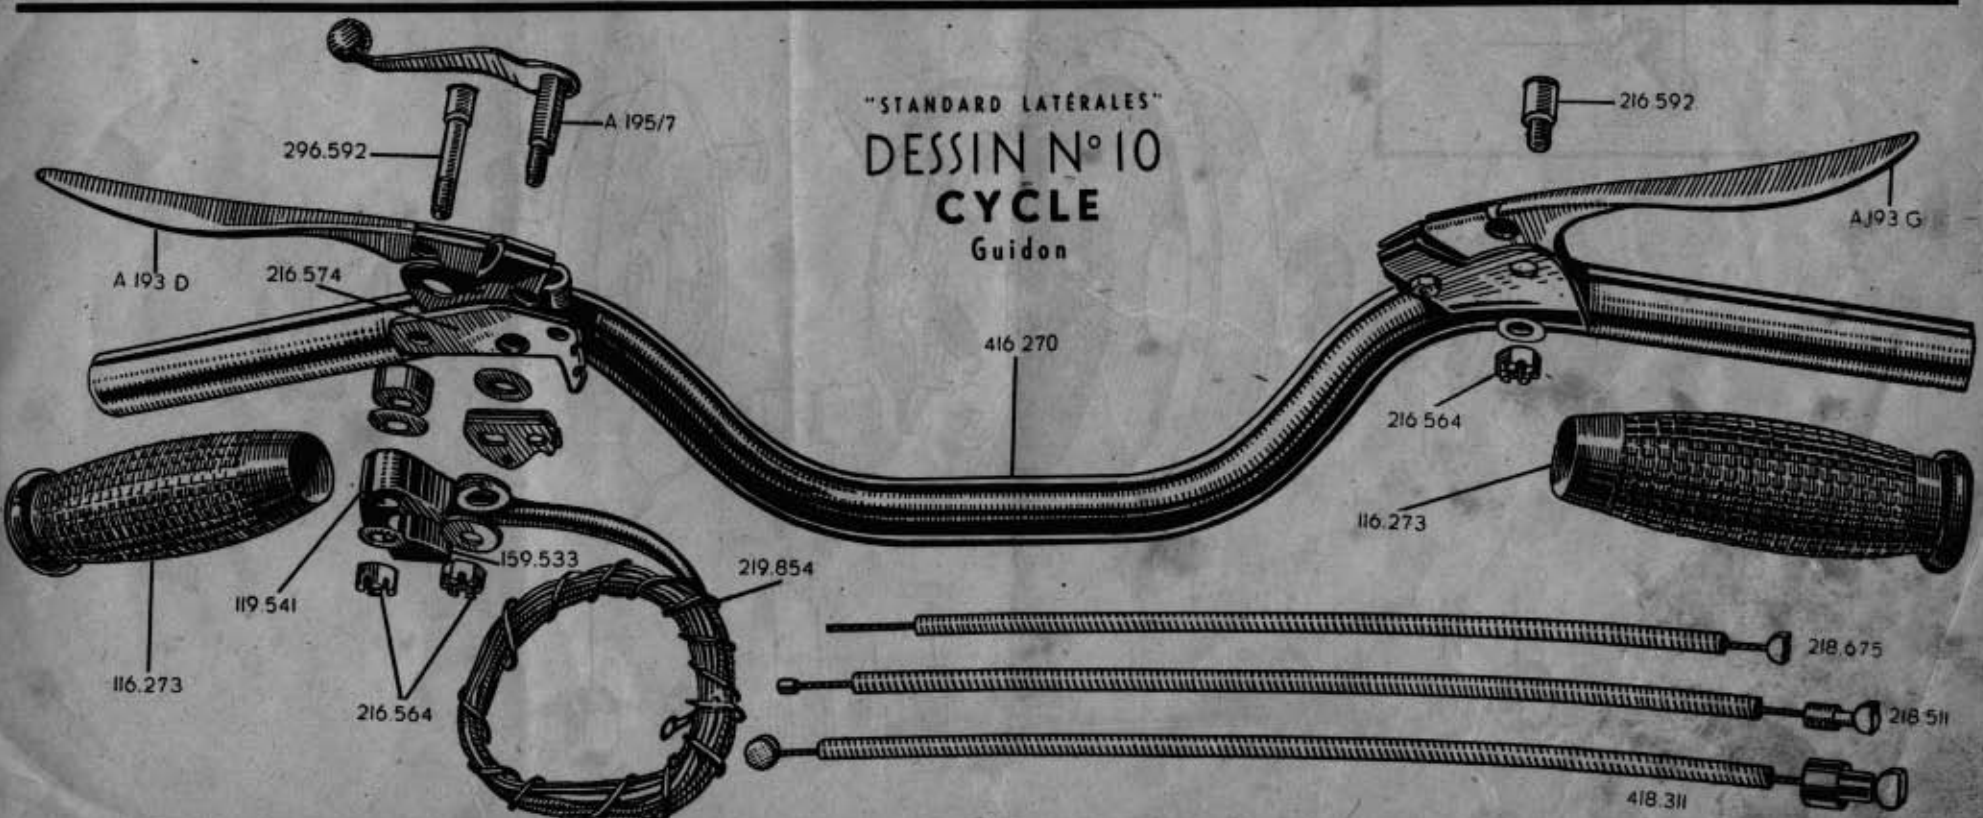 "STANDARD LATÉRALES"
DESSIN N° 10
CYCLE
Guidon
A 195/7
296.592
216.592
A 193 D
216.574
AJ93 G
416 270
216 564
116.273
159.533
219.854
119.541
116.273
216.564
218.675
218.511
418.311